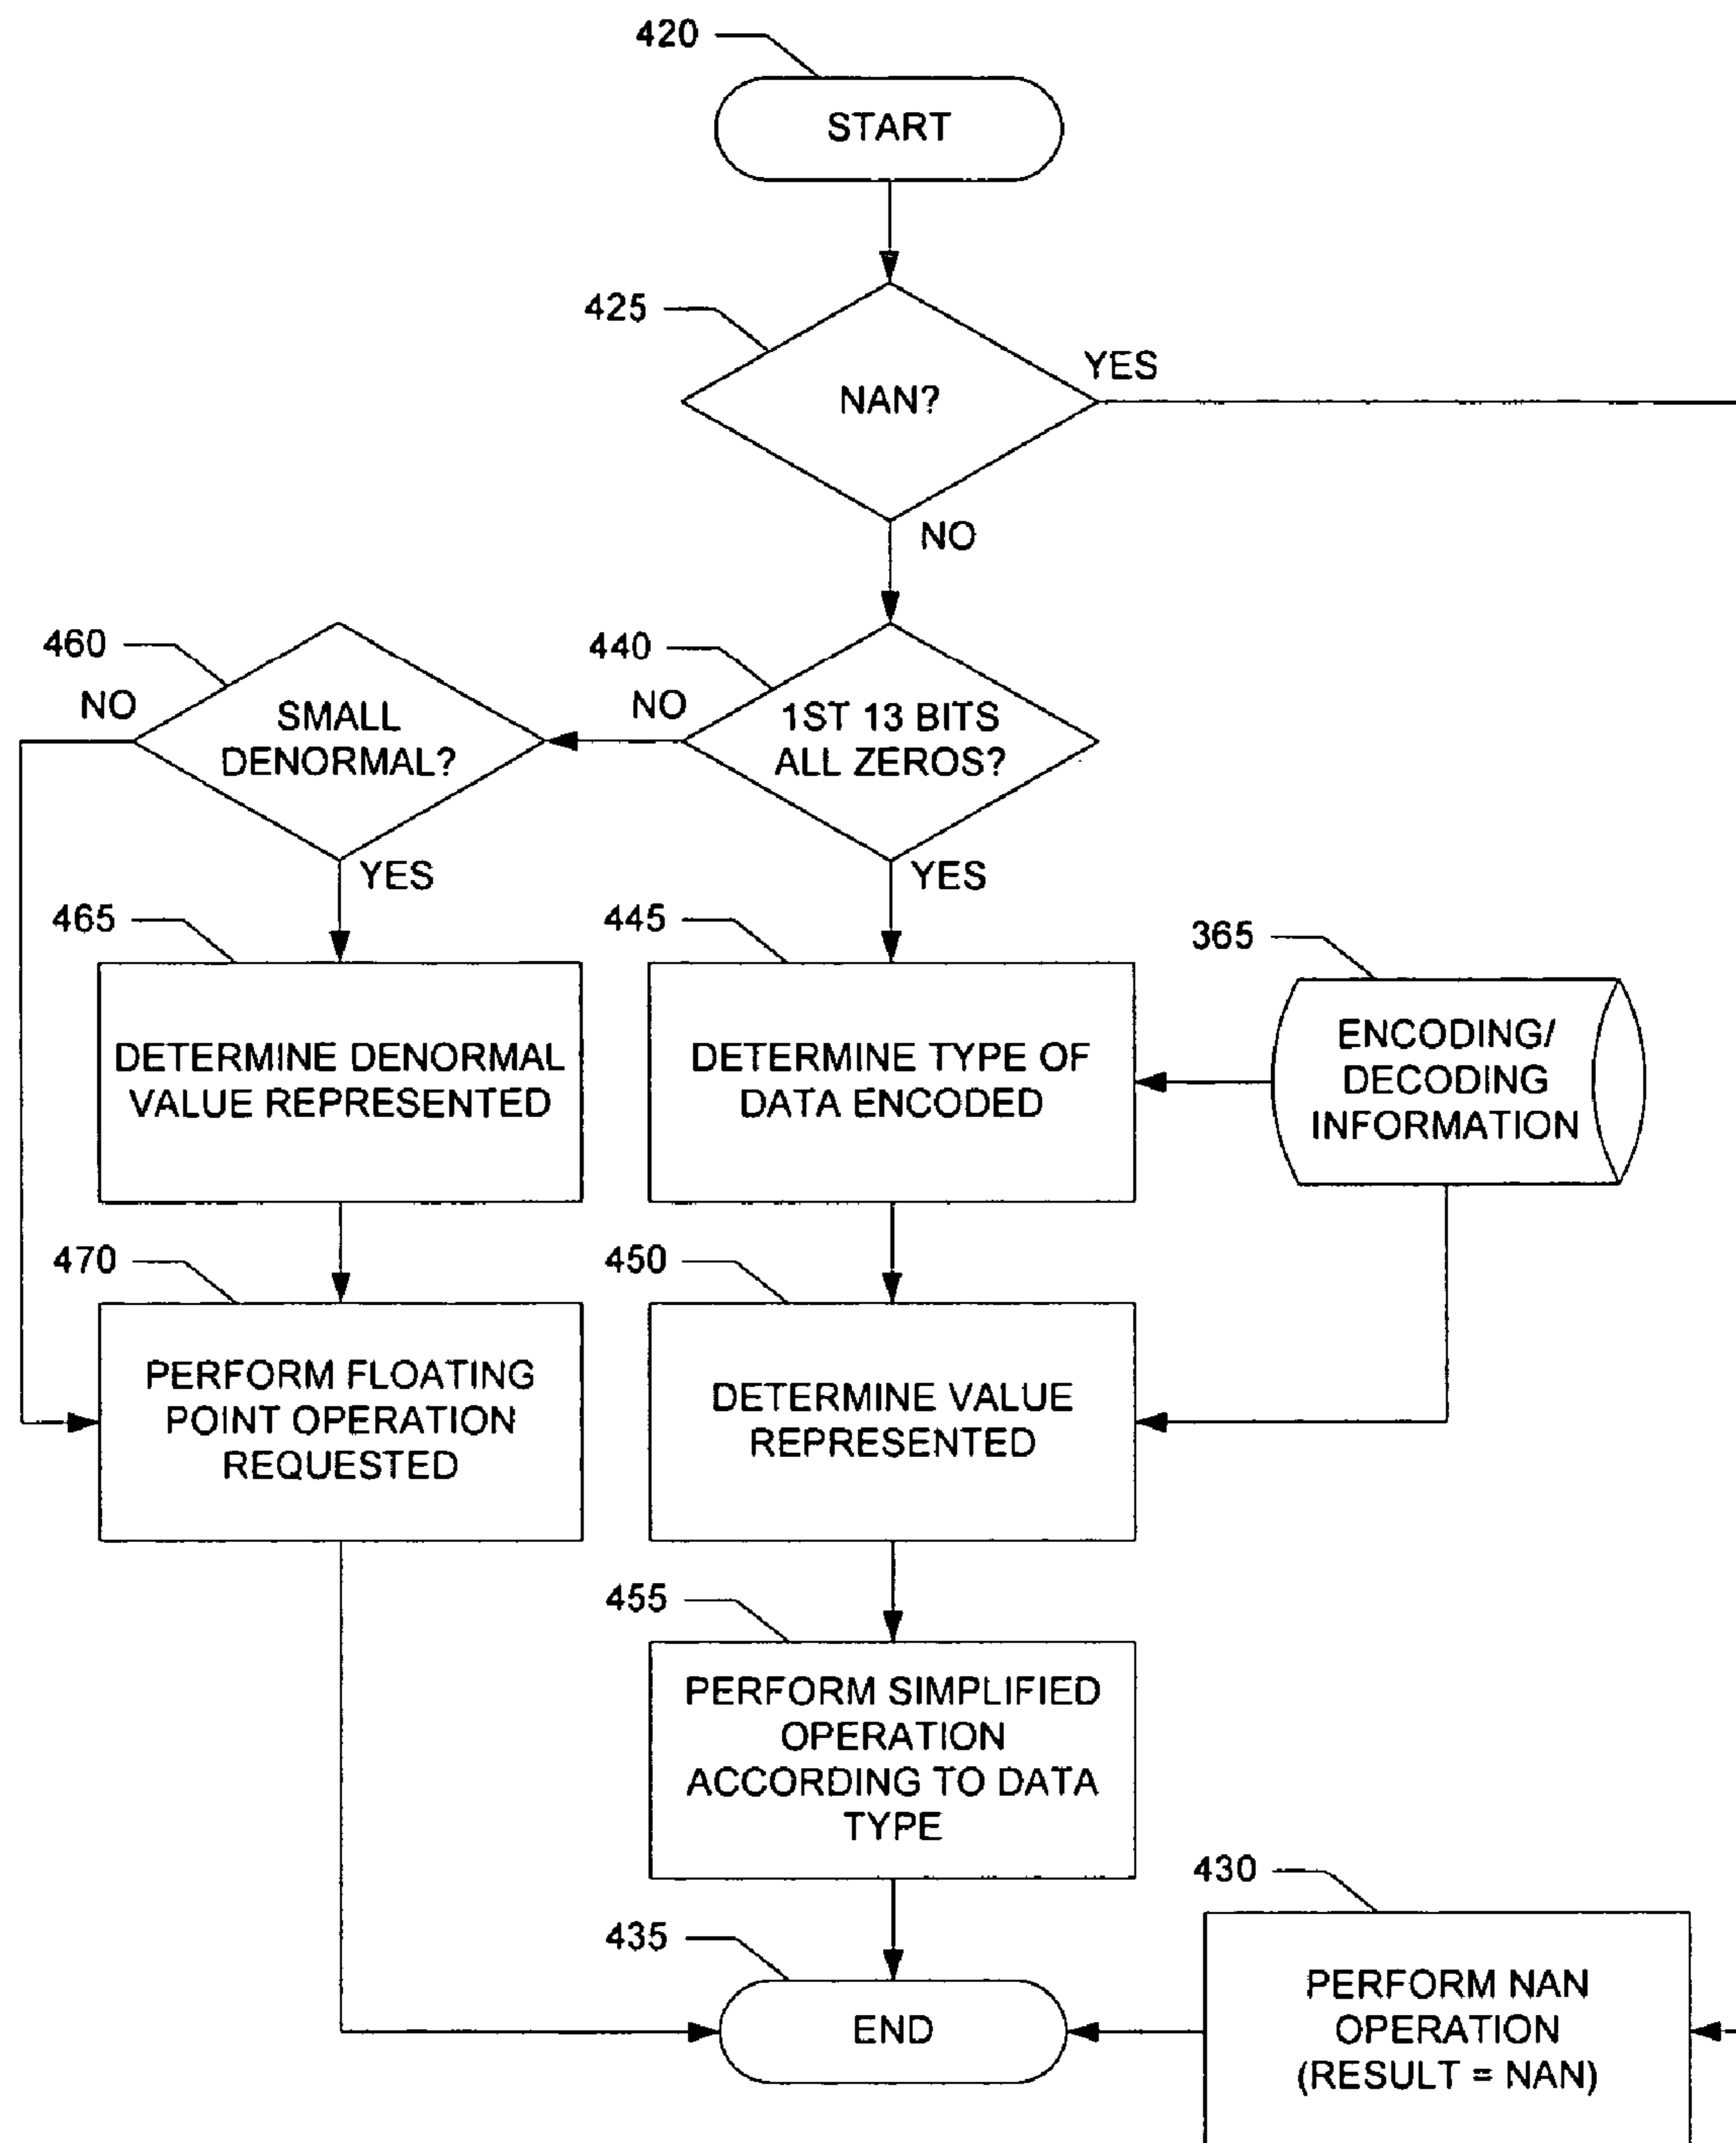 420
START
425
NAN?
YES
NO
460
440
NO
SMALL
DENORMAL?
NO
1ST 13 BITS
ALL ZEROS?
YES
YES
465
445
365
DETERMINE DENORMAL
VALUE REPRESENTED
DETERMINE TYPE OF
DATA ENCODED
ENCODING/
DECODING
INFORMATION
470
450
PERFORM FLOATING
POINT OPERATION
REQUESTED
DETERMINE VALUE
REPRESENTED
455
PERFORM SIMPLIFIED
OPERATION
ACCORDING TO DATA
TYPE
430
435
END
PERFORM NAN
OPERATION
(RESULT = NAN)